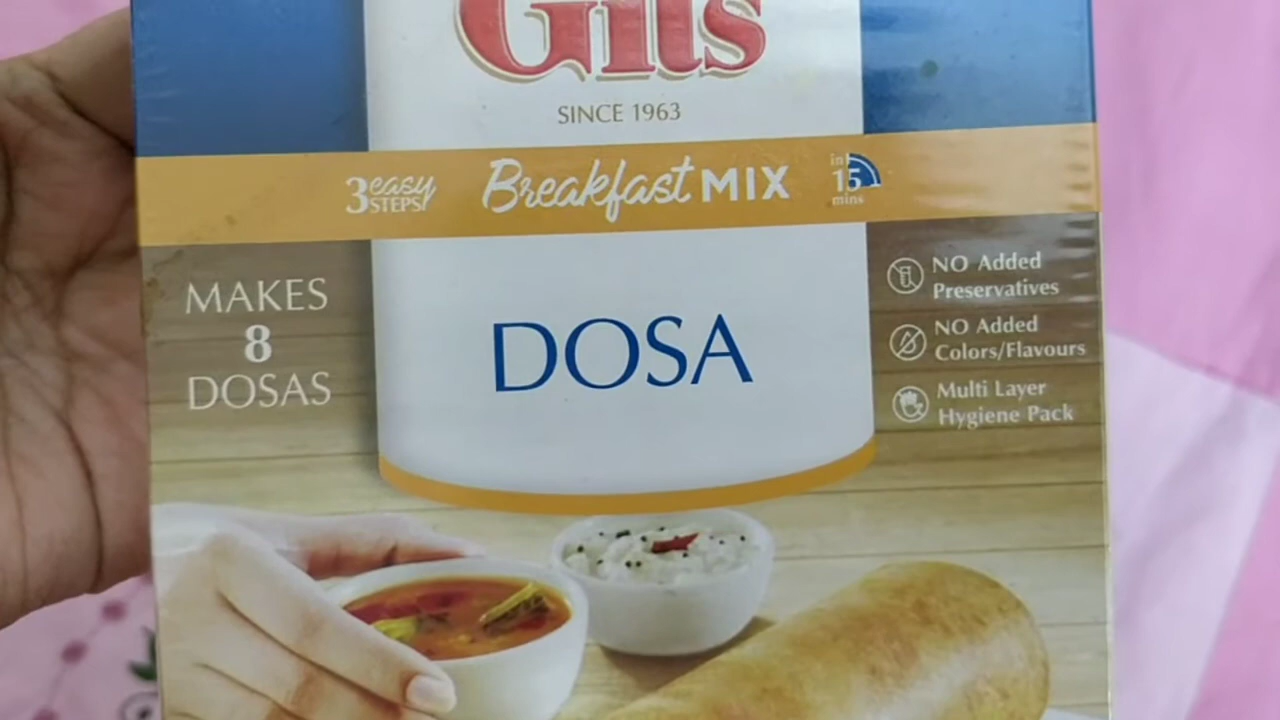 Gits
SINCE 1963
3 easy STEPS!
Breakfast MIX
in 15 mins
MAKES
8
DOSAS
DOSA
NO Added
Preservatives
NO Added
Colors/Flavours
Multi Layer
Hygiene Pack